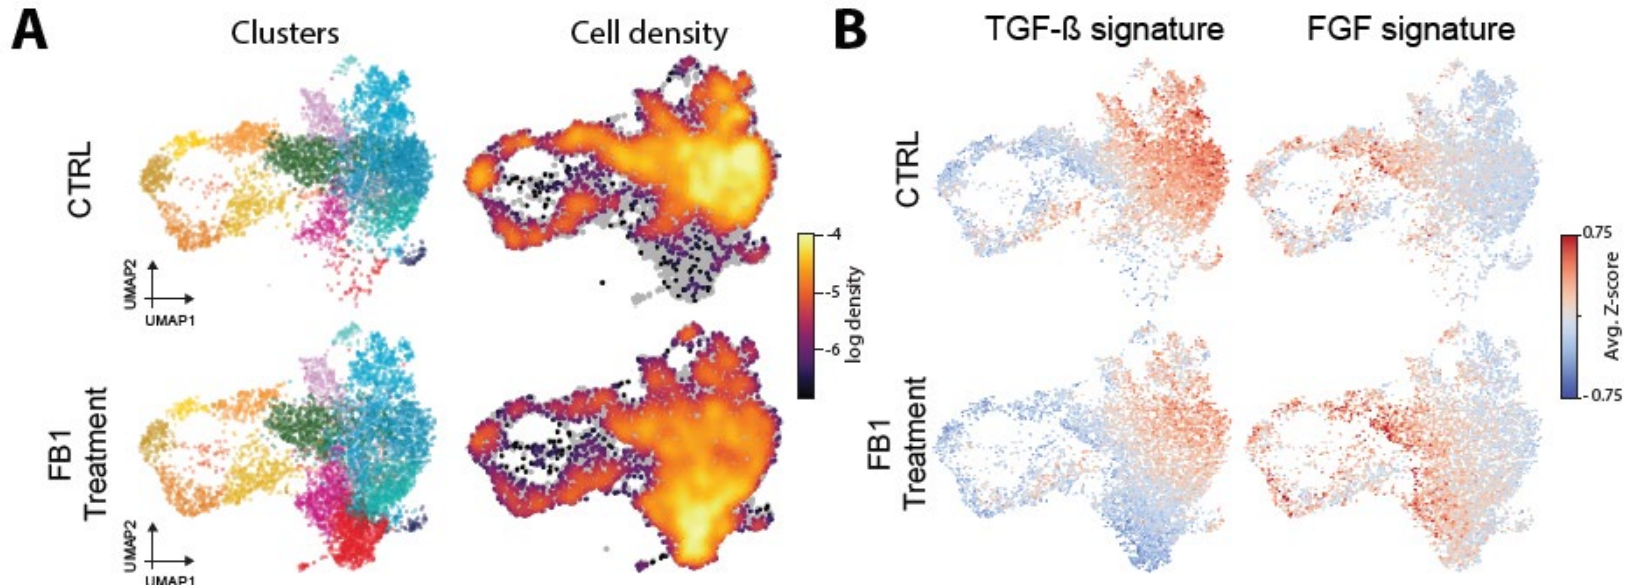 A
Clusters
Cell density
B
TGF-ß signature
FGF signature
CTRL
UMAP2
UMAP1
-4
-5
-6
log density
CTRL
0.75
Avg. Z-score
- 0.75
FB1
Treatment
UMAP2
UMAP1
FB1
Treatment